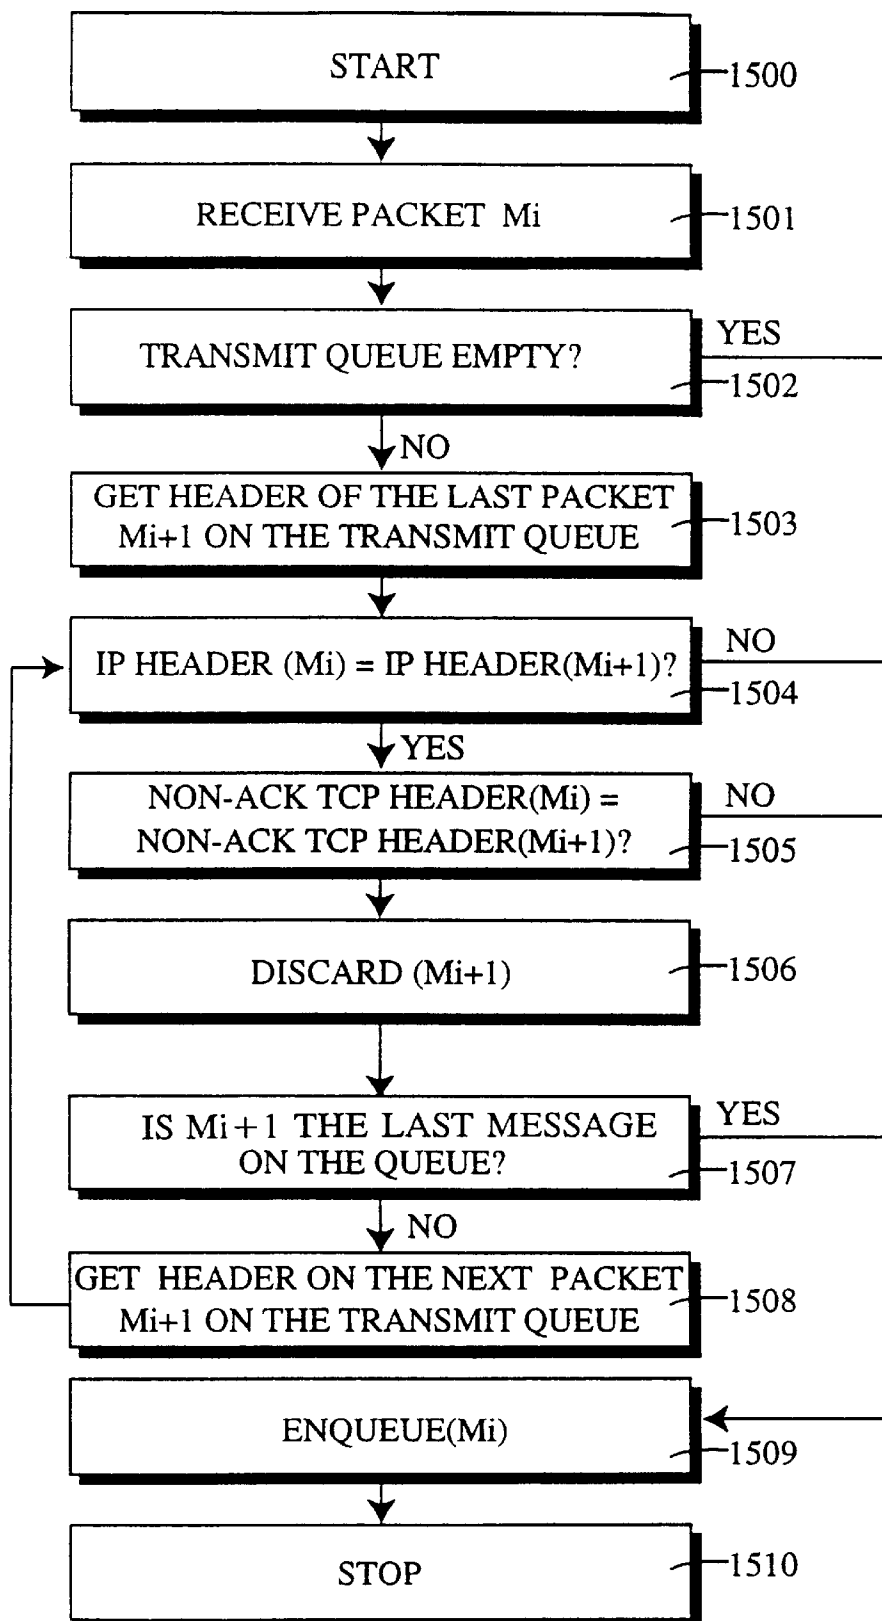 START
1500
RECEIVE PACKET Mi
1501
TRANSMIT QUEUE EMPTY?
YES
1502
NO
GET HEADER OF THE LAST PACKET
Mi+1 ON THE TRANSMIT QUEUE
1503
IP HEADER (Mi) = IP HEADER(Mi+1)?
NO
1504
YES
NON-ACK TCP HEADER(Mi) =
NON-ACK TCP HEADER(Mi+1)?
NO
1505
DISCARD (Mi+1)
1506
IS Mi+1 THE LAST MESSAGE
ON THE QUEUE?
YES
1507
NO
GET HEADER ON THE NEXT PACKET
Mi+1 ON THE TRANSMIT QUEUE
1508
ENQUEUE(Mi)
1509
STOP
1510